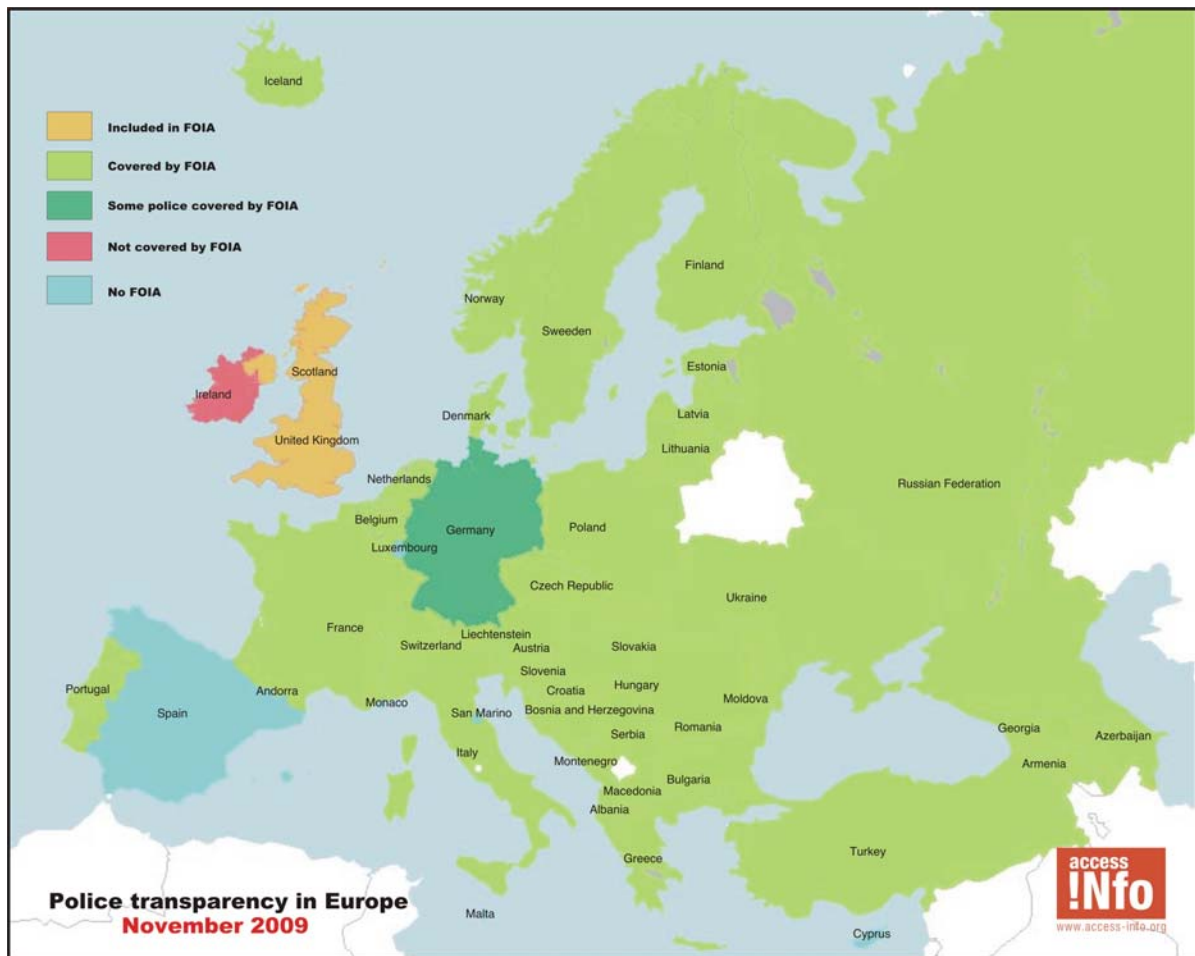 Iceland
Included in FOIA
Covered by FOIA
Some police covered by FOIA
Not covered by FOIA
No FOIA
Finland
Norway
Sweeden
Scotland
Estonia
Ireland
Denmark
Latvia
United Kingdom
Lithuania
Netherlands
Russian Federation
Belgium
Germany
Poland
Luxembourg
Czech Republic
Ukraine
France
Liechtenstein
Switzerland
Austria
Slovakia
Slovenia
Portugal
Andorra
Croatia
Hungary
Monaco
Moldova
Spain
San Marino
Bosnia and Herzegovina
Romania
Georgia
Serbia
Azerbaijan
Italy
Montenegro
Armenia
Bulgaria
Macedonia
Albania
Turkey
Greece
access
!Nfo
www.access-info.org
Police transparency in Europe
November 2009
Malta
Cyprus